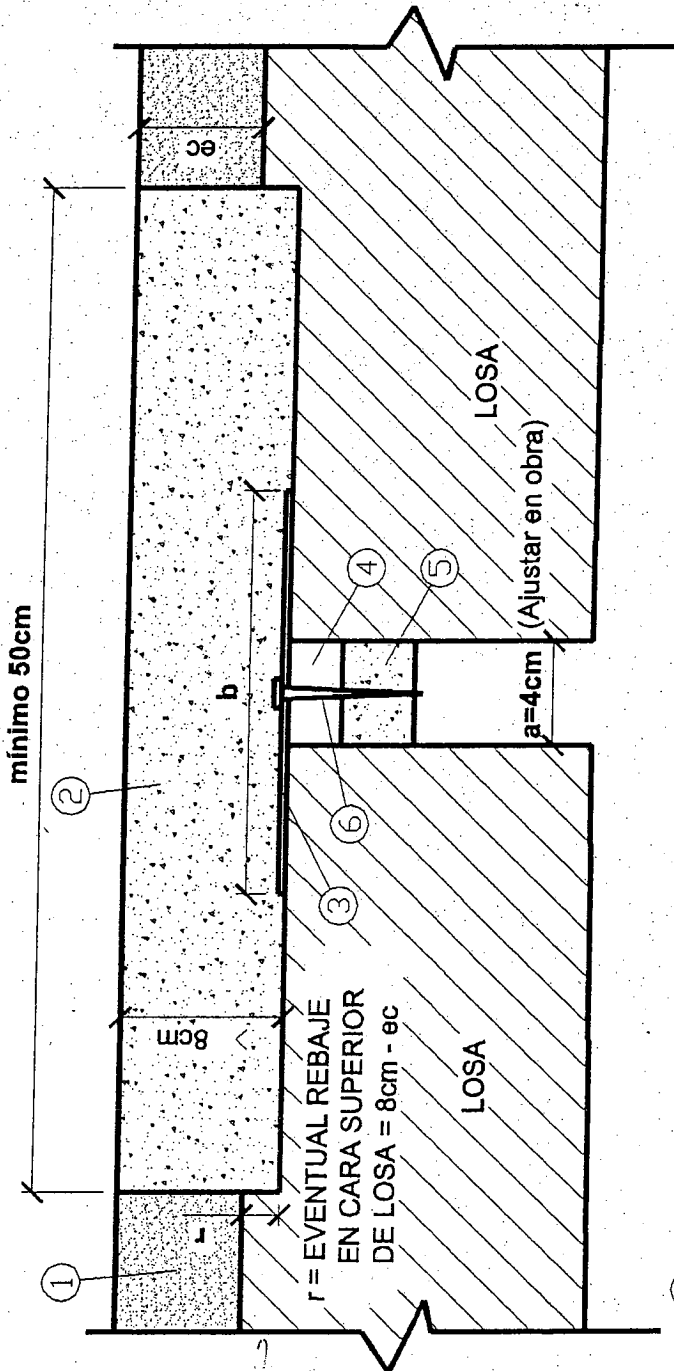 mínimo 50cm
1
2
ec
8cm
r
b
3
6
4
5
r = EVENTUAL REBAJE
EN CARA SUPERIOR
DE LOSA = 8cm - ec
LOSA
LOSA
a=4cm (Ajustar en obra)